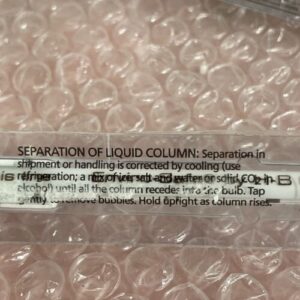 SEPARATION OF LIQUID COLUMN: Separation in
shipment or handling is corrected by cooling (use
refrigeration; a mix of ice, salt and water or solid CO₂ in
alcohol) until all the column recedes into the bulb. Tap
gently to remove bubbles. Hold upright as column rises.